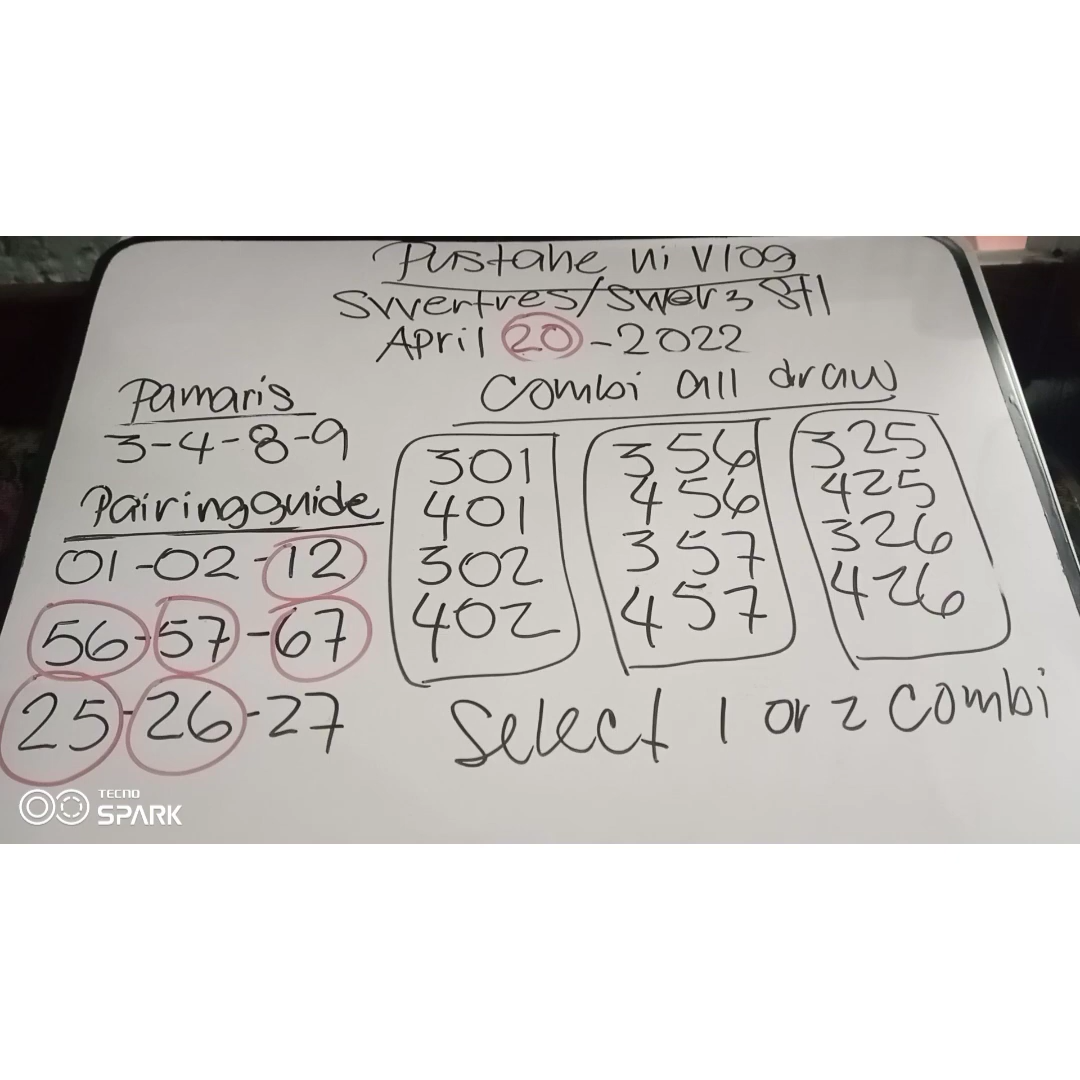 Pustahe ni Vlog
Swertres/Swer3 Stl
April 20-2022
Pamaris
3-4-8-9
Pairing guide
01-02-12
56-57-67
25-26-27
Combi all draw
301
401
302
402
356
456
357
457
325
425
326
426
Select 1 or 2 combi
TECNO
SPARK